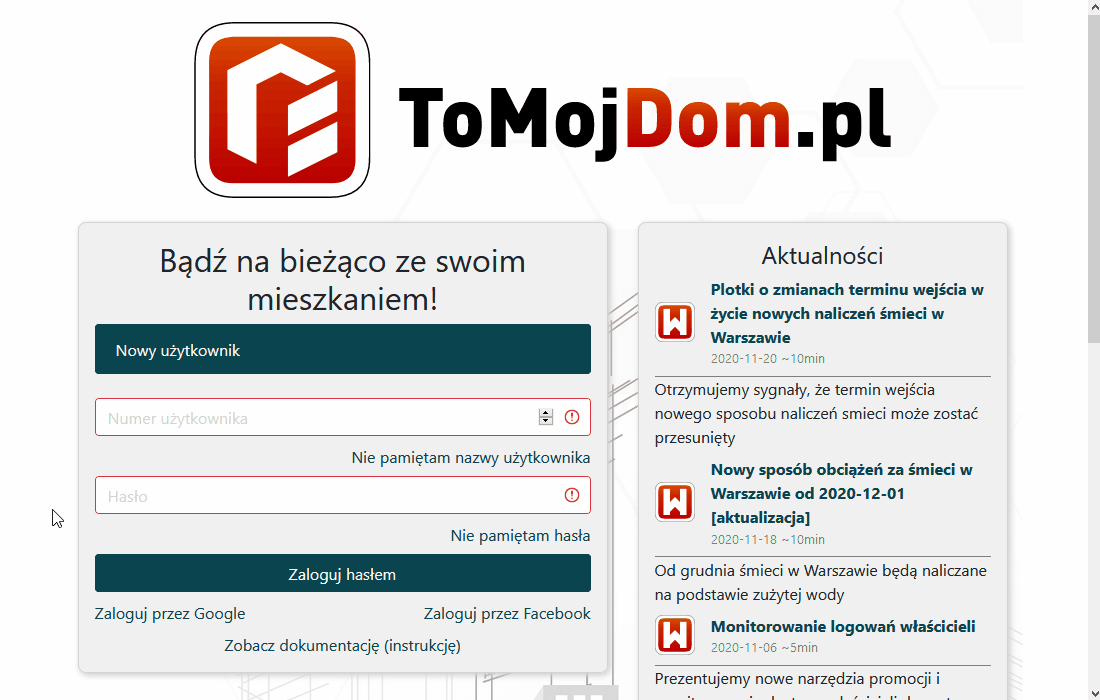 ToMojDom.pl
Bądź na bieżąco ze swoim
mieszkaniem!
Nowy użytkownik
Numer użytkownika
Nie pamiętam nazwy użytkownika
Hasło
Nie pamiętam hasła
Zaloguj hasłem
Zaloguj przez Google
Zaloguj przez Facebook
Zobacz dokumentację (instrukcję)
Aktualności
Plotki o zmianach terminu wejścia w
życie nowych naliczeń śmieci w
Warszawie
2020-11-20 ~10min
Otrzymujemy sygnały, że termin wejścia
nowego sposobu naliczeń smieci może zostać
przesunięty
Nowy sposób obciążeń za śmieci w
Warszawie od 2020-12-01
[aktualizacja]
2020-11-18 ~10min
Od grudnia śmieci w Warszawie będą naliczane
na podstawie zużytej wody
Monitorowanie logowań właścicieli
2020-11-06 ~5min
Prezentujemy nowe narzędzia promocji i